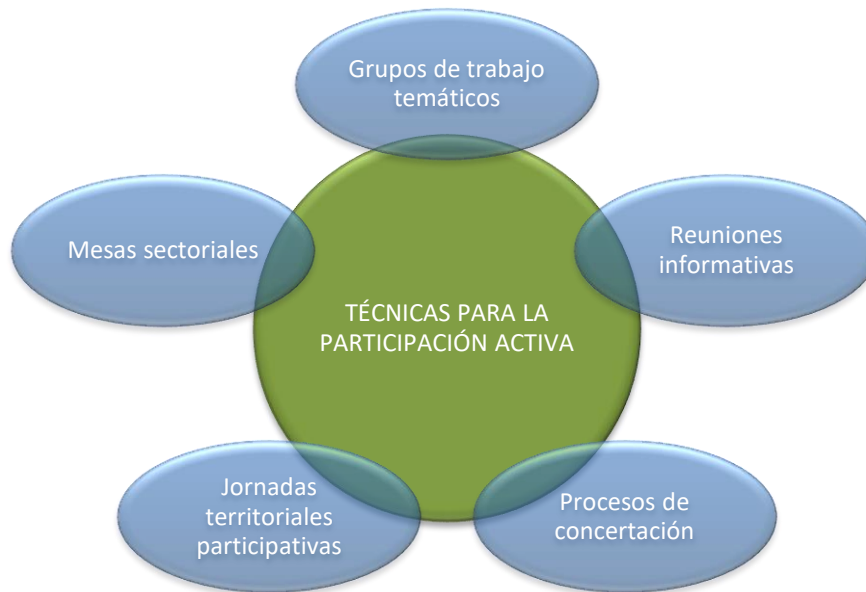 Grupos de trabajo
temáticos
Mesas sectoriales
Reuniones
informativas
TÉCNICAS PARA LA
PARTICIPACIÓN ACTIVA
Jornadas
territoriales
participativas
Procesos de
concertación